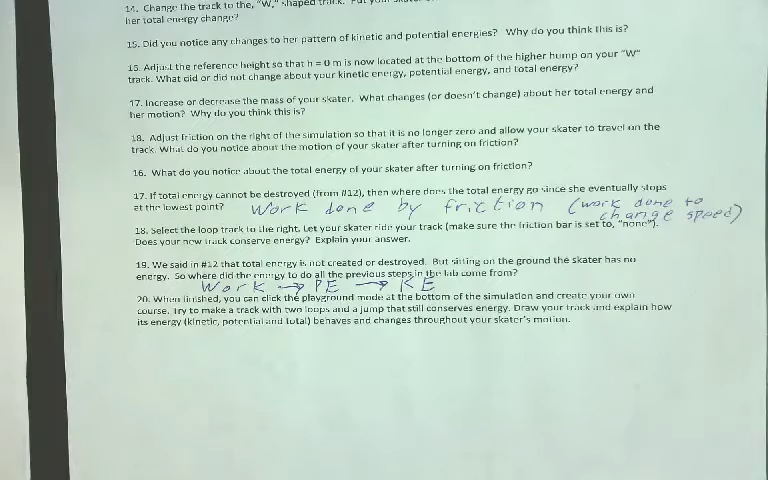 14. Change the track to the, "W," shaped track.
her total energy change?
15. Did you notice any changes to her pattern of kinetic and potential energies? Why do you think this is?
15. Adjust the reference height so that h = 0 m is now located at the bottom of the higher hump on your "W"
track. What did or did not change about your kinetic energy, potential energy, and total energy?
17. Increase or decrease the mass of your skater. What changes (or doesn't change) about her total energy and
her motion? Why do you think this is?
18. Adjust friction on the right of the simulation so that it is no longer zero and allow your skater to travel on the
track. What do you notice about the motion of your skater after turning on friction?
16. What do you notice about the total energy of your skater after turning on friction?
17. If total energy cannot be destroyed (from #12), then where does the total energy go since she eventually stops
at the lowest point? Work done by friction (work done to
change speed)
18. Select the loop track to the right. Let your skater ride your track (make sure the friction bar is set to, "none").
Does your new track conserve energy? Explain your answer.
19. We said in #12 that total energy is not created or destroyed. But sitting on the ground the skater has no
energy. So where did the energy to do all the previous steps in the lab come from?
Work → PE → KE
20. When finished, you can click the playground mode at the bottom of the simulation and create your own
course. Try to make a track with two loops and a jump that still conserves energy. Draw your track and explain how
its energy (kinetic, potential and total) behaves and changes throughout your skater's motion.